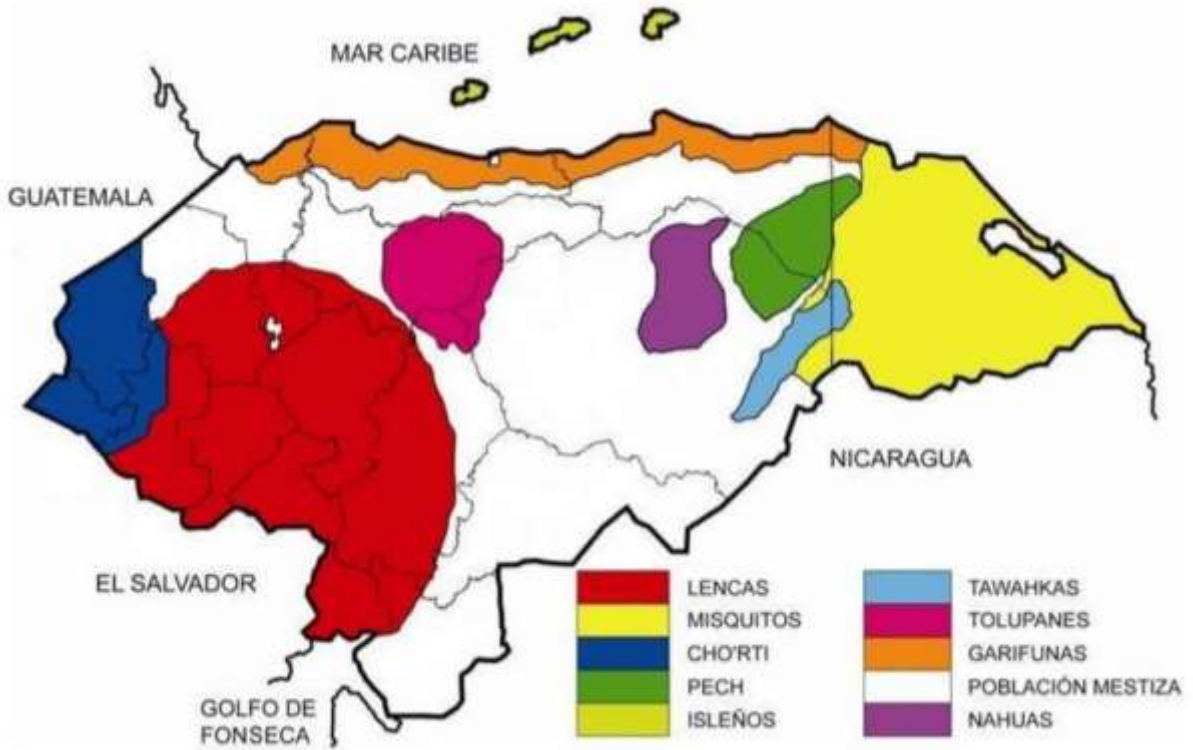 MAR CARIBE
GUATEMALA
NICARAGUA
EL SALVADOR
GOLFO DE
FONSECA
LENCAS
MISQUITOS
CHO'RTI
PECH
ISLEÑOS
TAWAHKAS
TOLUPANES
GARIFUNAS
POBLACIÓN MESTIZA
NAHUAS